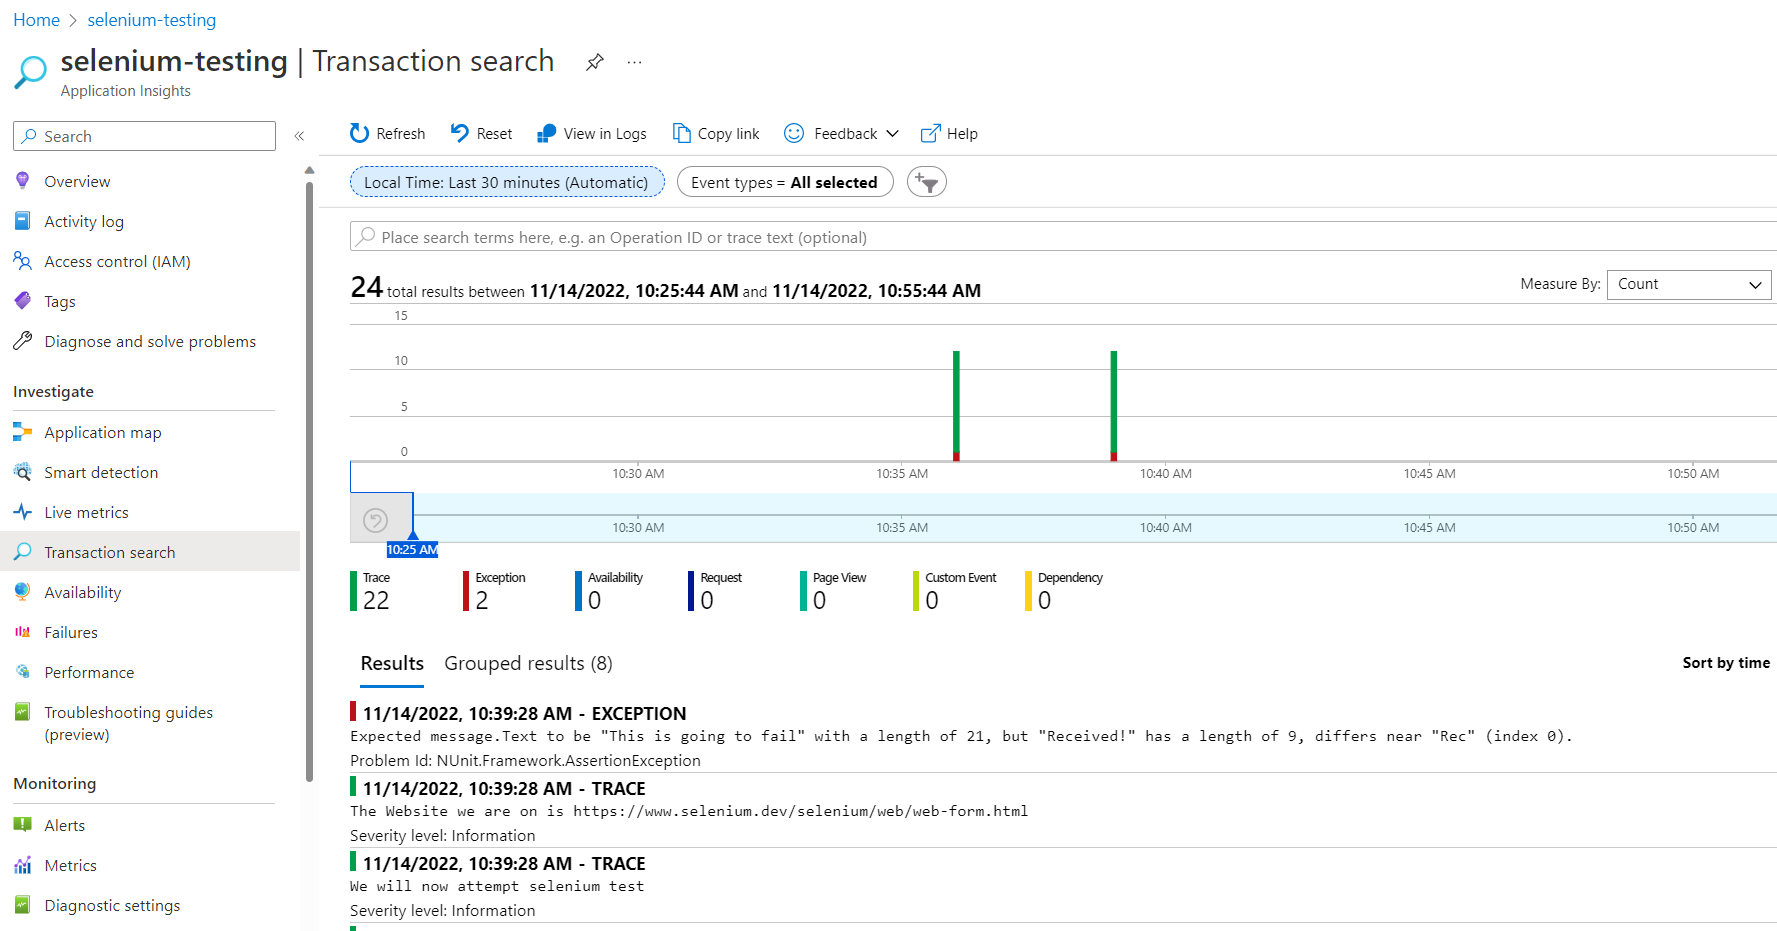 Home > selenium-testing
selenium-testing | Transaction search
Application Insights
Search
Overview
Activity log
Access control (IAM)
Tags
Diagnose and solve problems
Investigate
Application map
Smart detection
Live metrics
Transaction search
Availability
Failures
Performance
Troubleshooting guides
(preview)
Monitoring
Alerts
Metrics
Diagnostic settings
Refresh Reset View in Logs Copy link Feedback Help
Local Time: Last 30 minutes (Automatic) Event types = All selected
Place search terms here, e.g. an Operation ID or trace text (optional)
24 total results between 11/14/2022, 10:25:44 AM and 11/14/2022, 10:55:44 AM
Measure By: Count
15
10
5
0
10:30 AM 10:35 AM 10:40 AM 10:45 AM 10:50 AM
10:30 AM 10:35 AM 10:40 AM 10:45 AM 10:50 AM
10:25 AM
Trace Exception Availability Request Page View Custom Event Dependency
22 2 0 0 0 0 0
Results Grouped results (8)
Sort by time
11/14/2022, 10:39:28 AM - EXCEPTION
Expected message.Text to be "This is going to fail" with a length of 21, but "Received!" has a length of 9, differs near "Rec" (index 0).
Problem Id: NUnit.Framework.AssertionException
11/14/2022, 10:39:28 AM - TRACE
The Website we are on is https://www.selenium.dev/selenium/web/web-form.html
Severity level: Information
11/14/2022, 10:39:28 AM - TRACE
We will now attempt selenium test
Severity level: Information